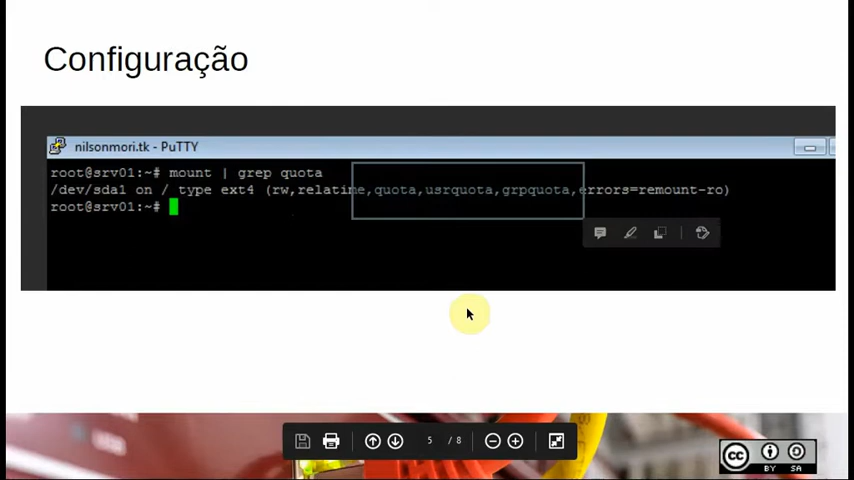 Configuração
nilsonmori.tk - PuTTY
root@srv01:~# mount | grep quota
/dev/sda1 on / type ext4 (rw,relatime,quota,usrquota,grpquota,errors=remount-ro)
root@srv01:~#
5 / 8
cc BY SA